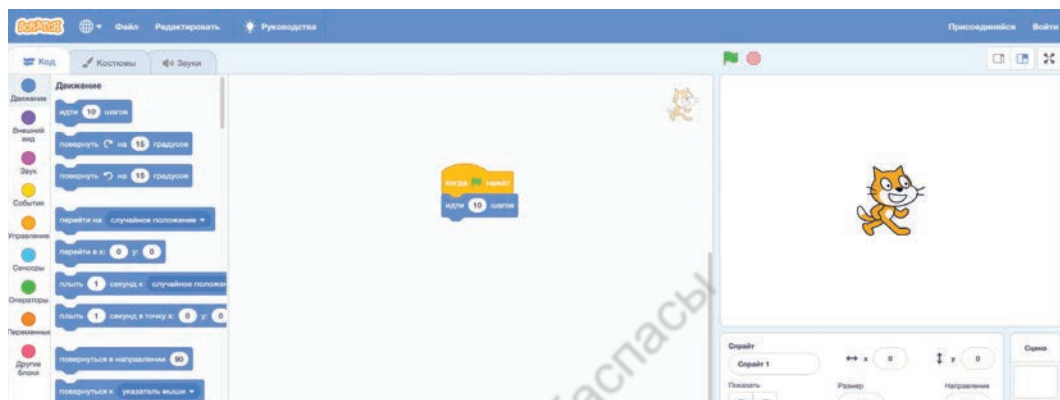 SCRATCH Файл Редактировать Руководства Присоединяйся Войти
Код Костюмы Звуки
Движение
Внешний вид
Звук
События
Управление
Сенсоры
Операторы
Переменные
Другие блоки
Движение
идти 10 шагов
повернуть на 15 градусов
повернуть на 15 градусов
перейти на случайное положение
перейти в x: 0 y: 0
плыть 1 секунд к случайное положен
плыть 1 секунд в точку x: 0 y: 0
повернуться в направлении 90
повернуться к указатель мыши
когда нажат
идти 10 шагов
Спрайт
Спрайт 1
x 0
y 0
Показать
Размер
Направление
Сцена